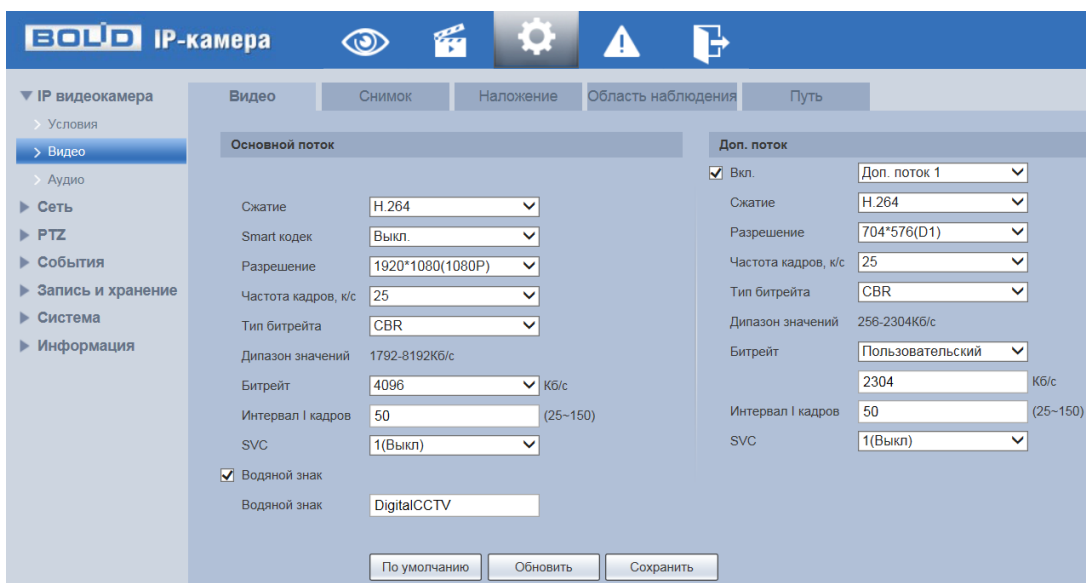 BOLID IP-камера
IP видеокамера
Условия
Видео
Аудио
Сеть
PTZ
События
Запись и хранение
Система
Информация
Видео Снимок Наложение Область наблюдения Путь
Основной поток
Сжатие H.264
Smart кодек Выкл.
Разрешение 1920*1080(1080P)
Частота кадров, к/с 25
Тип битрейта CBR
Дипазон значений 1792-8192Кб/с
Битрейт 4096 Кб/с
Интервал I кадров 50 (25~150)
SVC 1(Выкл)
Водяной знак
Водяной знак DigitalCCTV
По умолчанию Обновить Сохранить
Доп. поток
Вкл. Доп. поток 1
Сжатие H.264
Разрешение 704*576(D1)
Частота кадров, к/с 25
Тип битрейта CBR
Дипазон значений 256-2304Кб/с
Битрейт Пользовательский
2304 Кб/с
Интервал I кадров 50 (25~150)
SVC 1(Выкл)